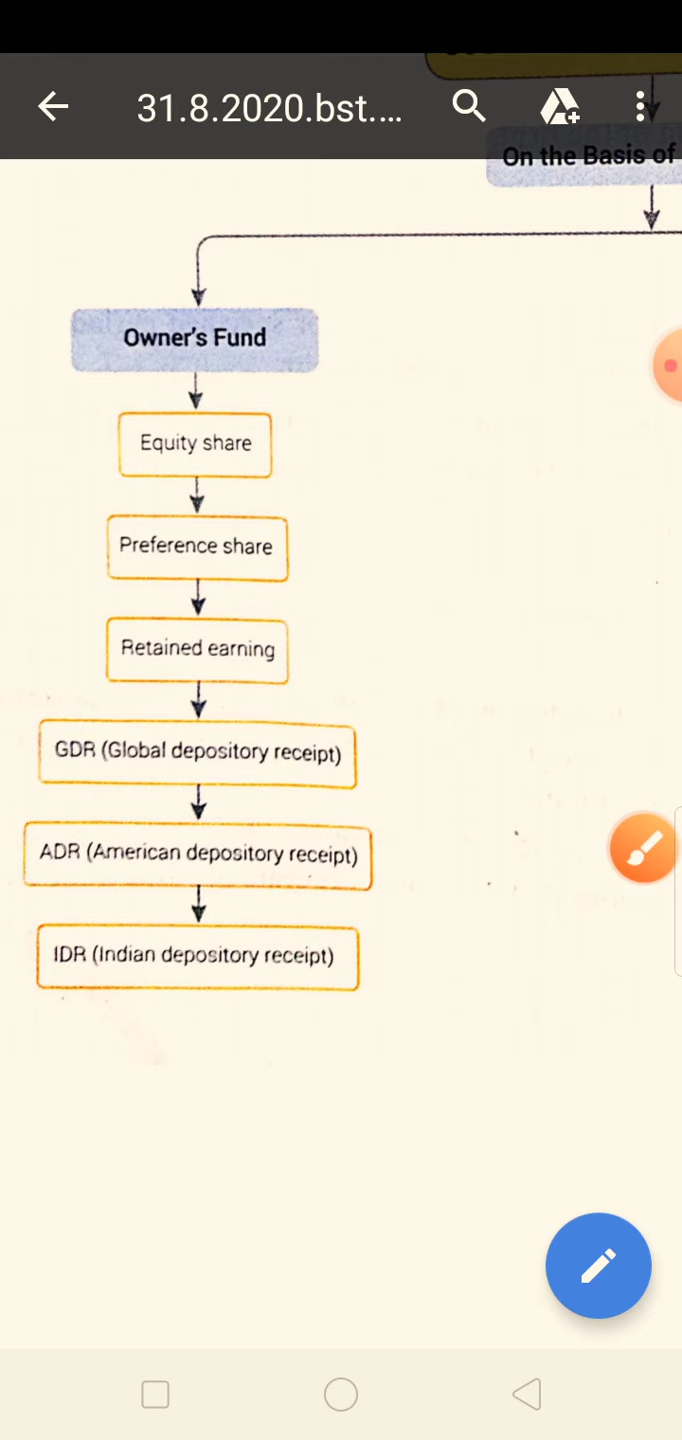 31.8.2020.bst....
On the Basis of
Owner's Fund
Equity share
Preference share
Retained earning
GDR (Global depository receipt)
ADR (American depository receipt)
IDR (Indian depository receipt)